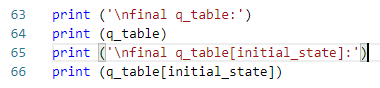 63 print ('\nfinal q_table:')
64 print (q_table)
65 print ('\nfinal q_table[initial_state]:')
66 print (q_table[initial_state])